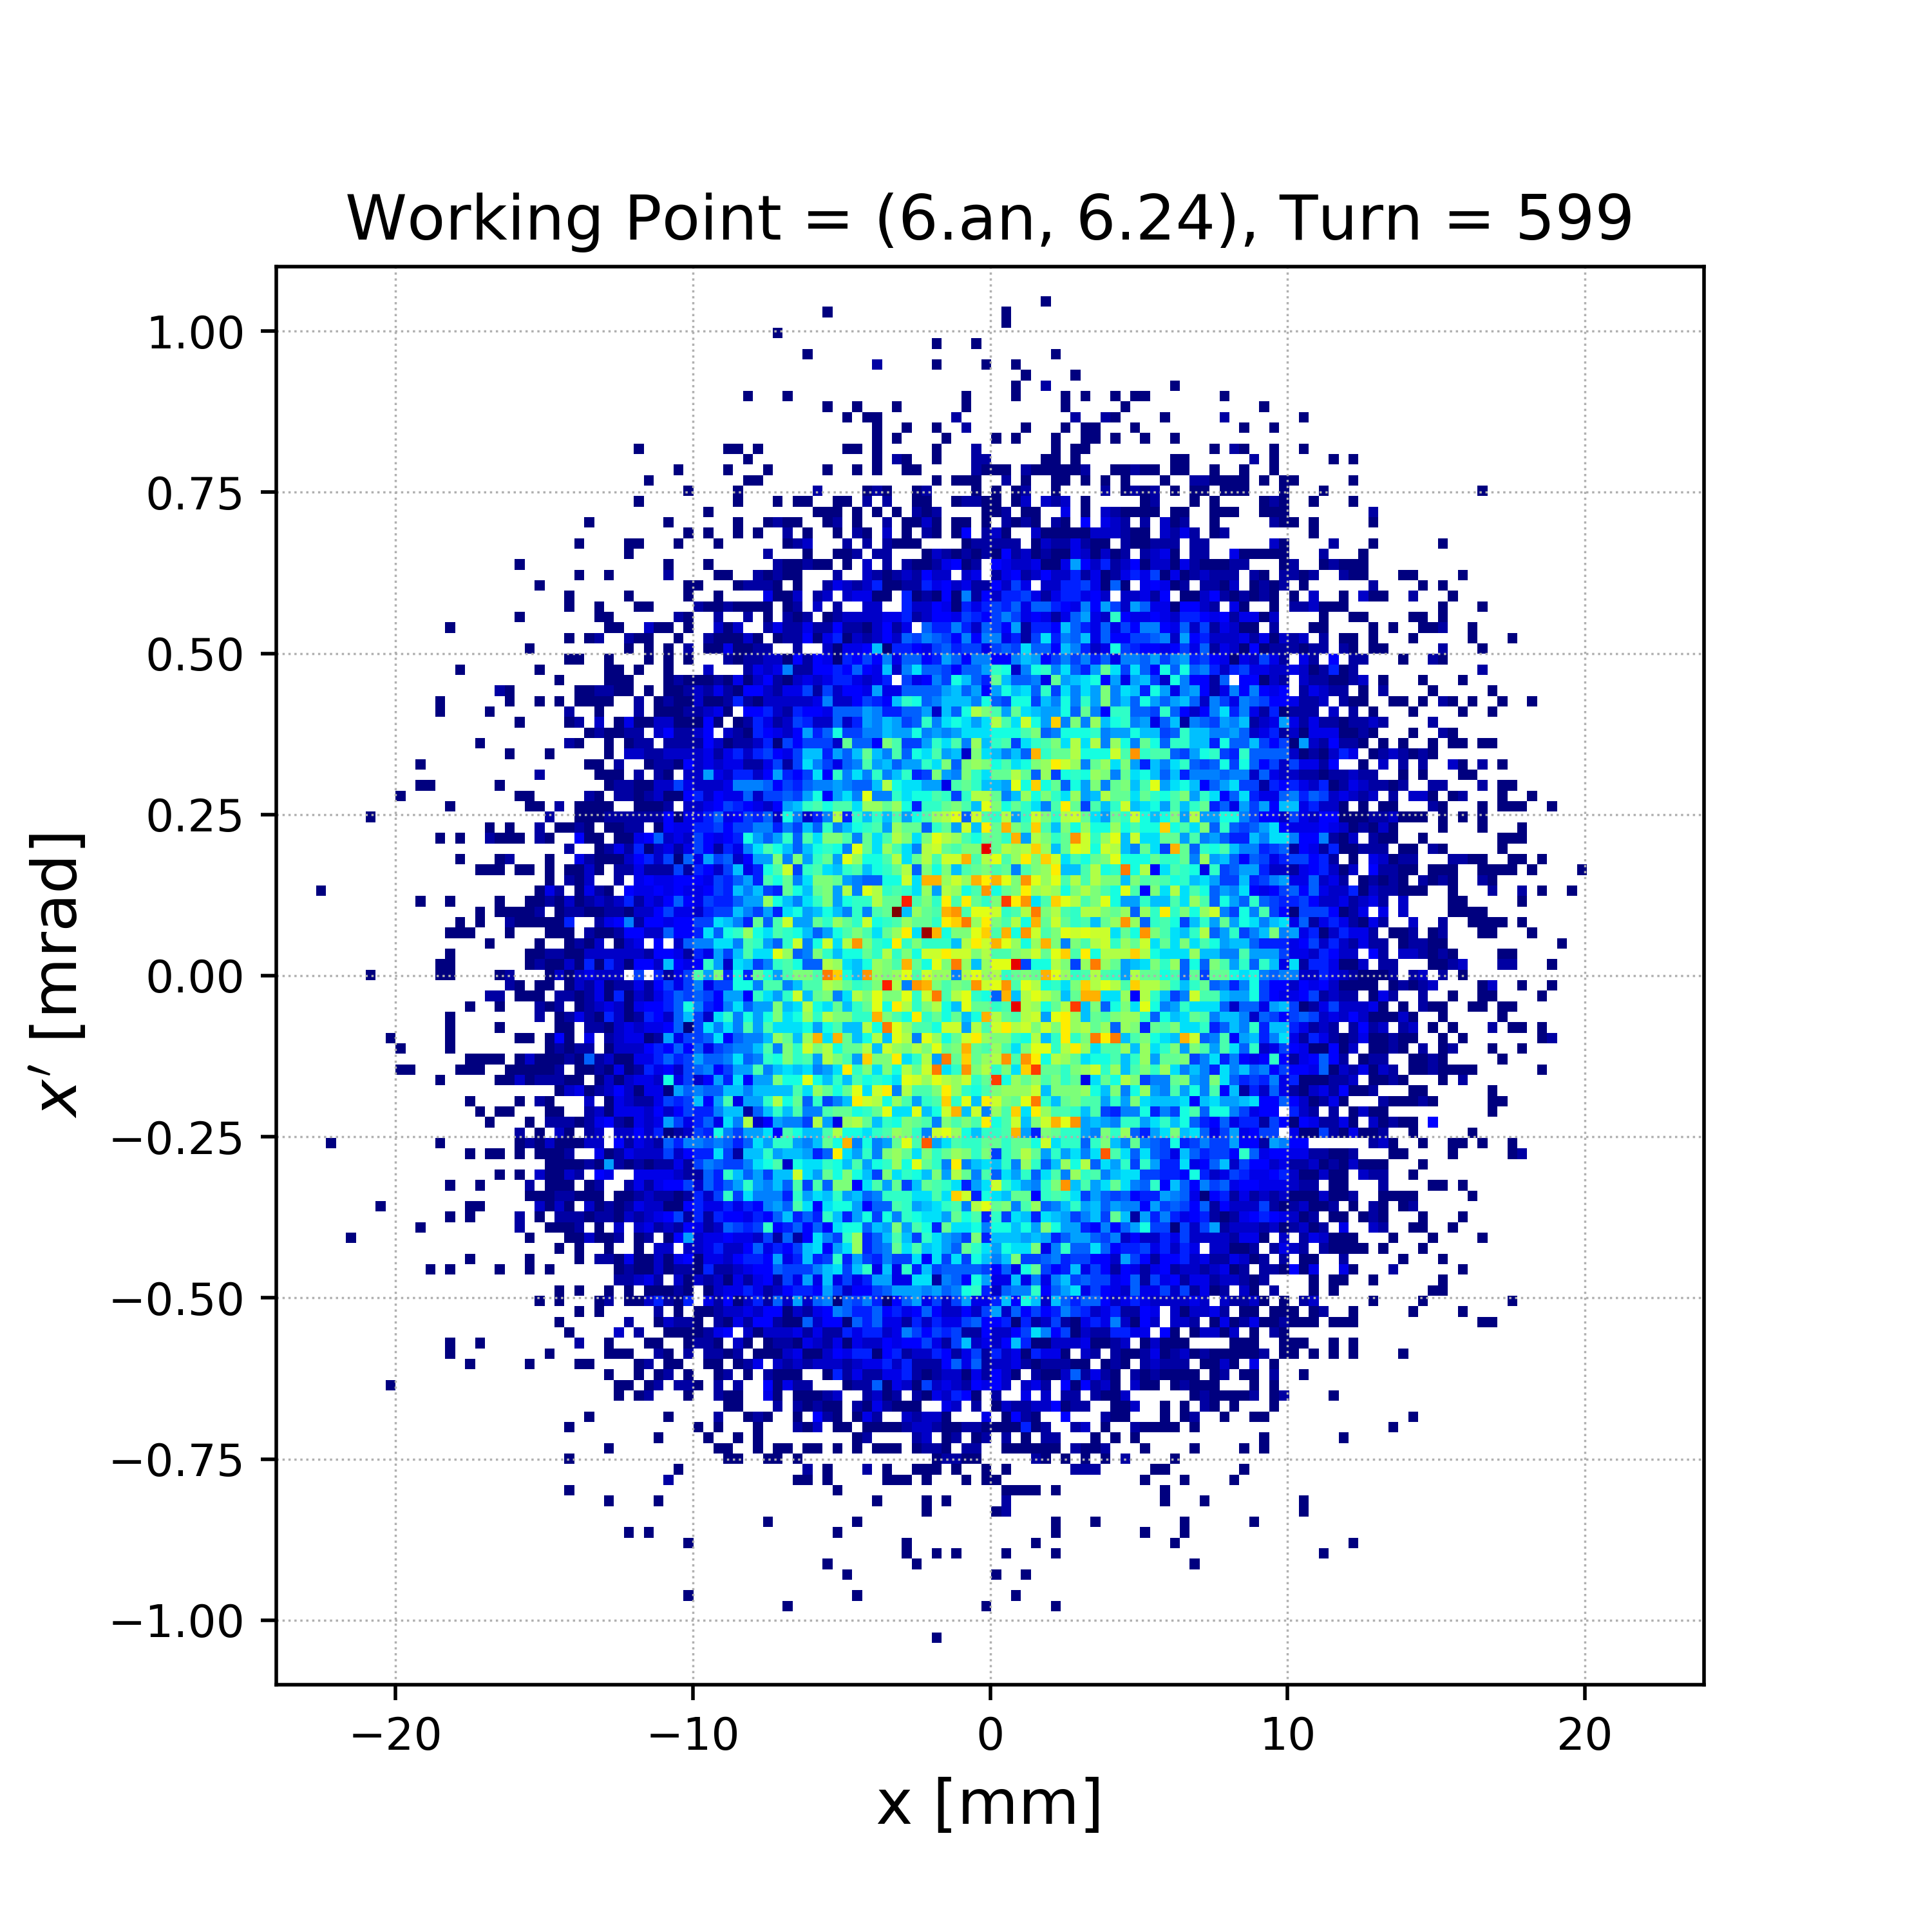 Working Point = (6.an, 6.24), Turn = 599
1.00
0.75
0.50
0.25
0.00
−0.25
−0.50
−0.75
−1.00
x′ [mrad]
−20 −10 0 10 20
x [mm]